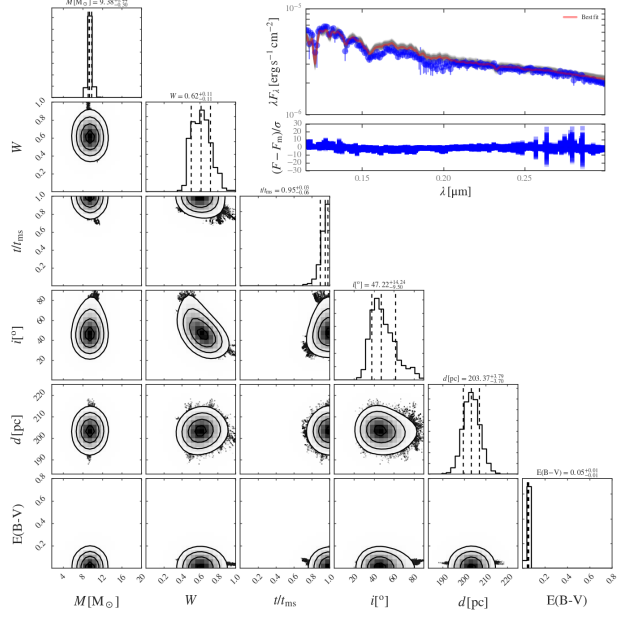 M[M⊙] = 9.38
W = 0.62+0.11−0.11
t/tms = 0.95+0.03−0.06
i[°] = 47.22+14.24−9.50
d[pc] = 203.37+3.79−3.70
E(B−V) = 0.05+0.01−0.01
Best fit
λFλ [erg s−1 cm−2]
10−5
10−6
(F − Fm)/σ
30
20
10
0
−10
−20
−30
0.15 0.20 0.25
λ[μm]
W
1.0
0.8
0.6
0.4
0.2
t/tms
1.0
0.8
0.6
0.4
0.2
i[°]
80
60
40
20
d[pc]
220
210
200
190
E(B-V)
0.8
0.6
0.4
0.2
4 8 12 16 20
0.2 0.4 0.6 0.8 1.0
0.2 0.4 0.6 0.8 1.0
20 40 60 80
190 200 210 220
0.2 0.4 0.6 0.8
M[M⊙] W t/tms i[°] d[pc] E(B-V)